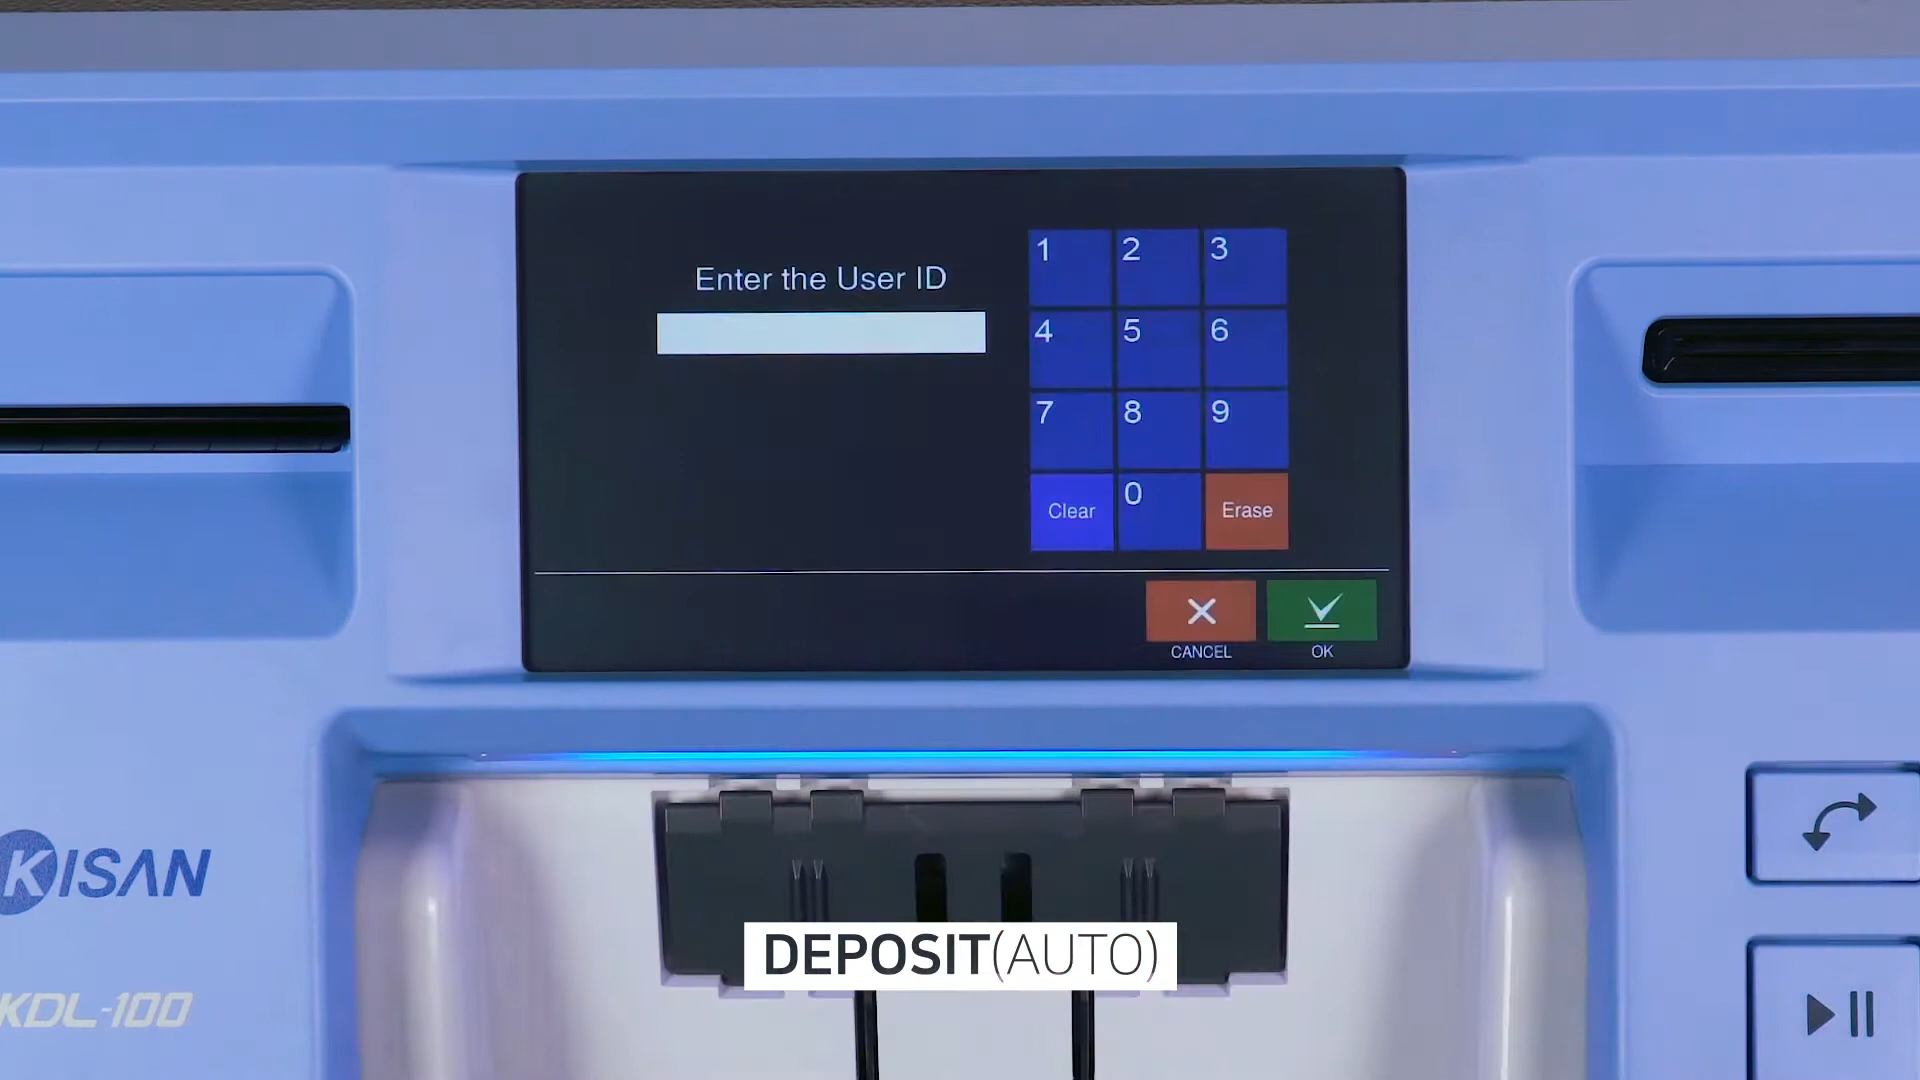 Enter the User ID
1 2 3
4 5 6
7 8 9
Clear 0 Erase
CANCEL OK
KISAN
DEPOSIT(AUTO)
KDL-100